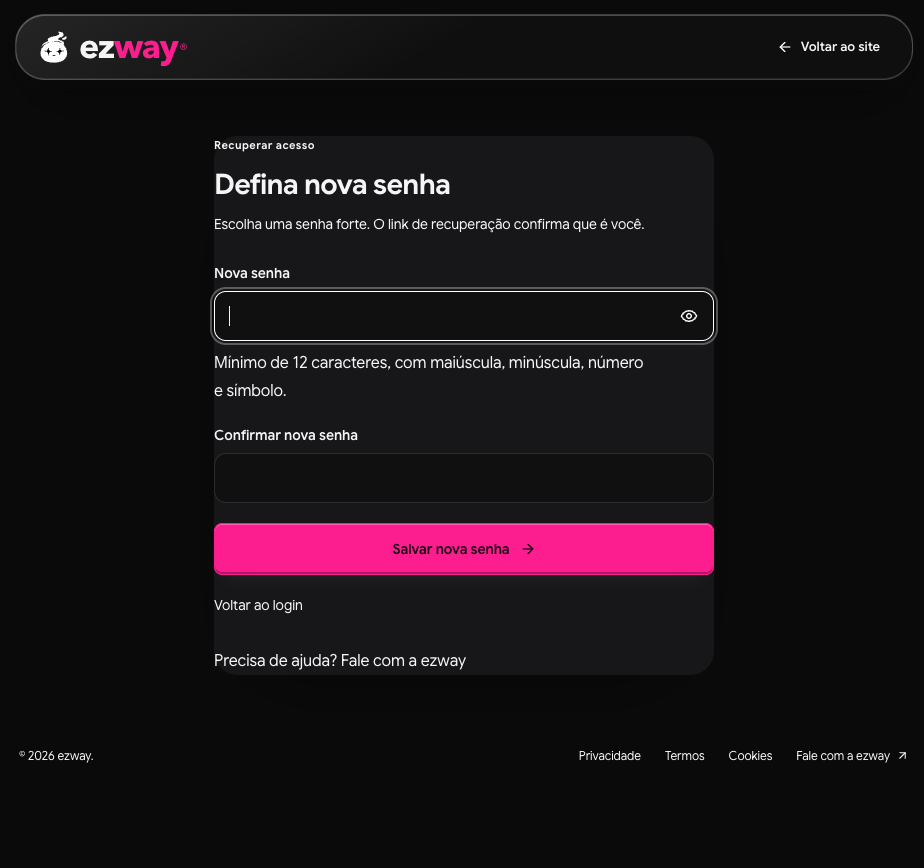 ezway®
Voltar ao site
Recuperar acesso
Defina nova senha
Escolha uma senha forte. O link de recuperação confirma que é você.
Nova senha
Mínimo de 12 caracteres, com maiúscula, minúscula, número
e símbolo.
Confirmar nova senha
Salvar nova senha
Voltar ao login
Precisa de ajuda? Fale com a ezway
© 2026 ezway.
Privacidade
Termos
Cookies
Fale com a ezway